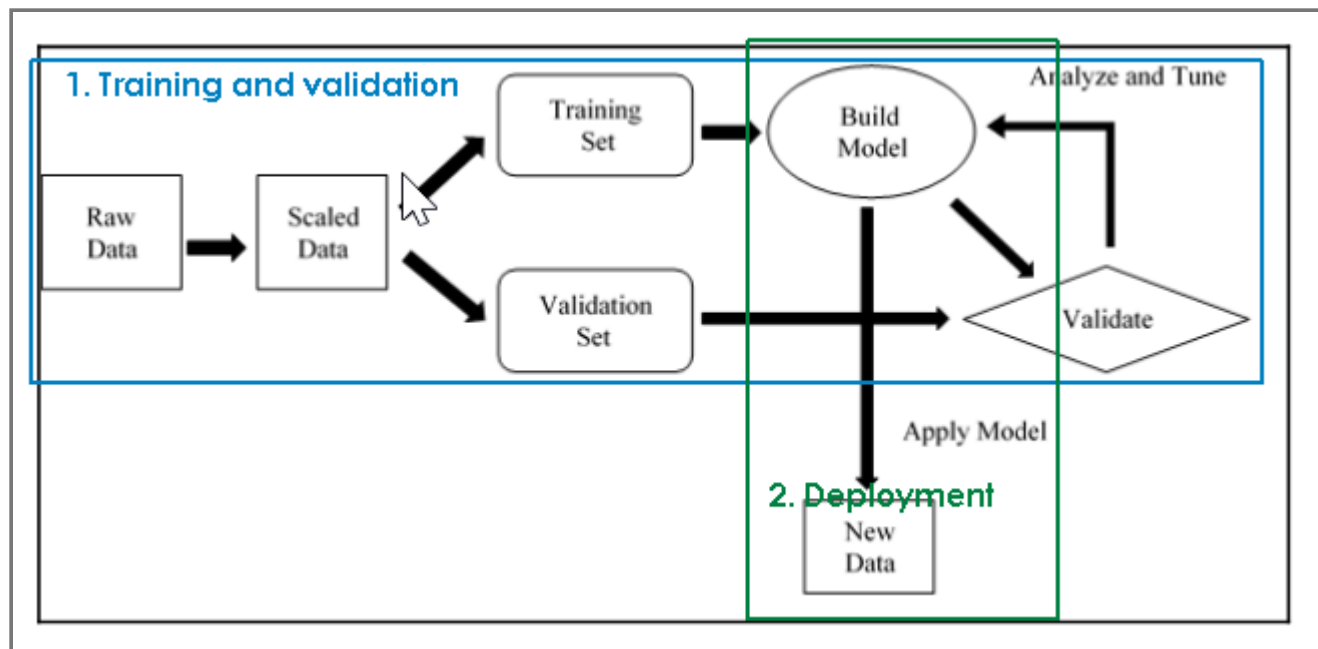 1. Training and validation
Analyze and Tune
Training
Set
Build
Model
Raw
Data
Scaled
Data
Validation
Set
Validate
Apply Model
2. Deployment
New
Data